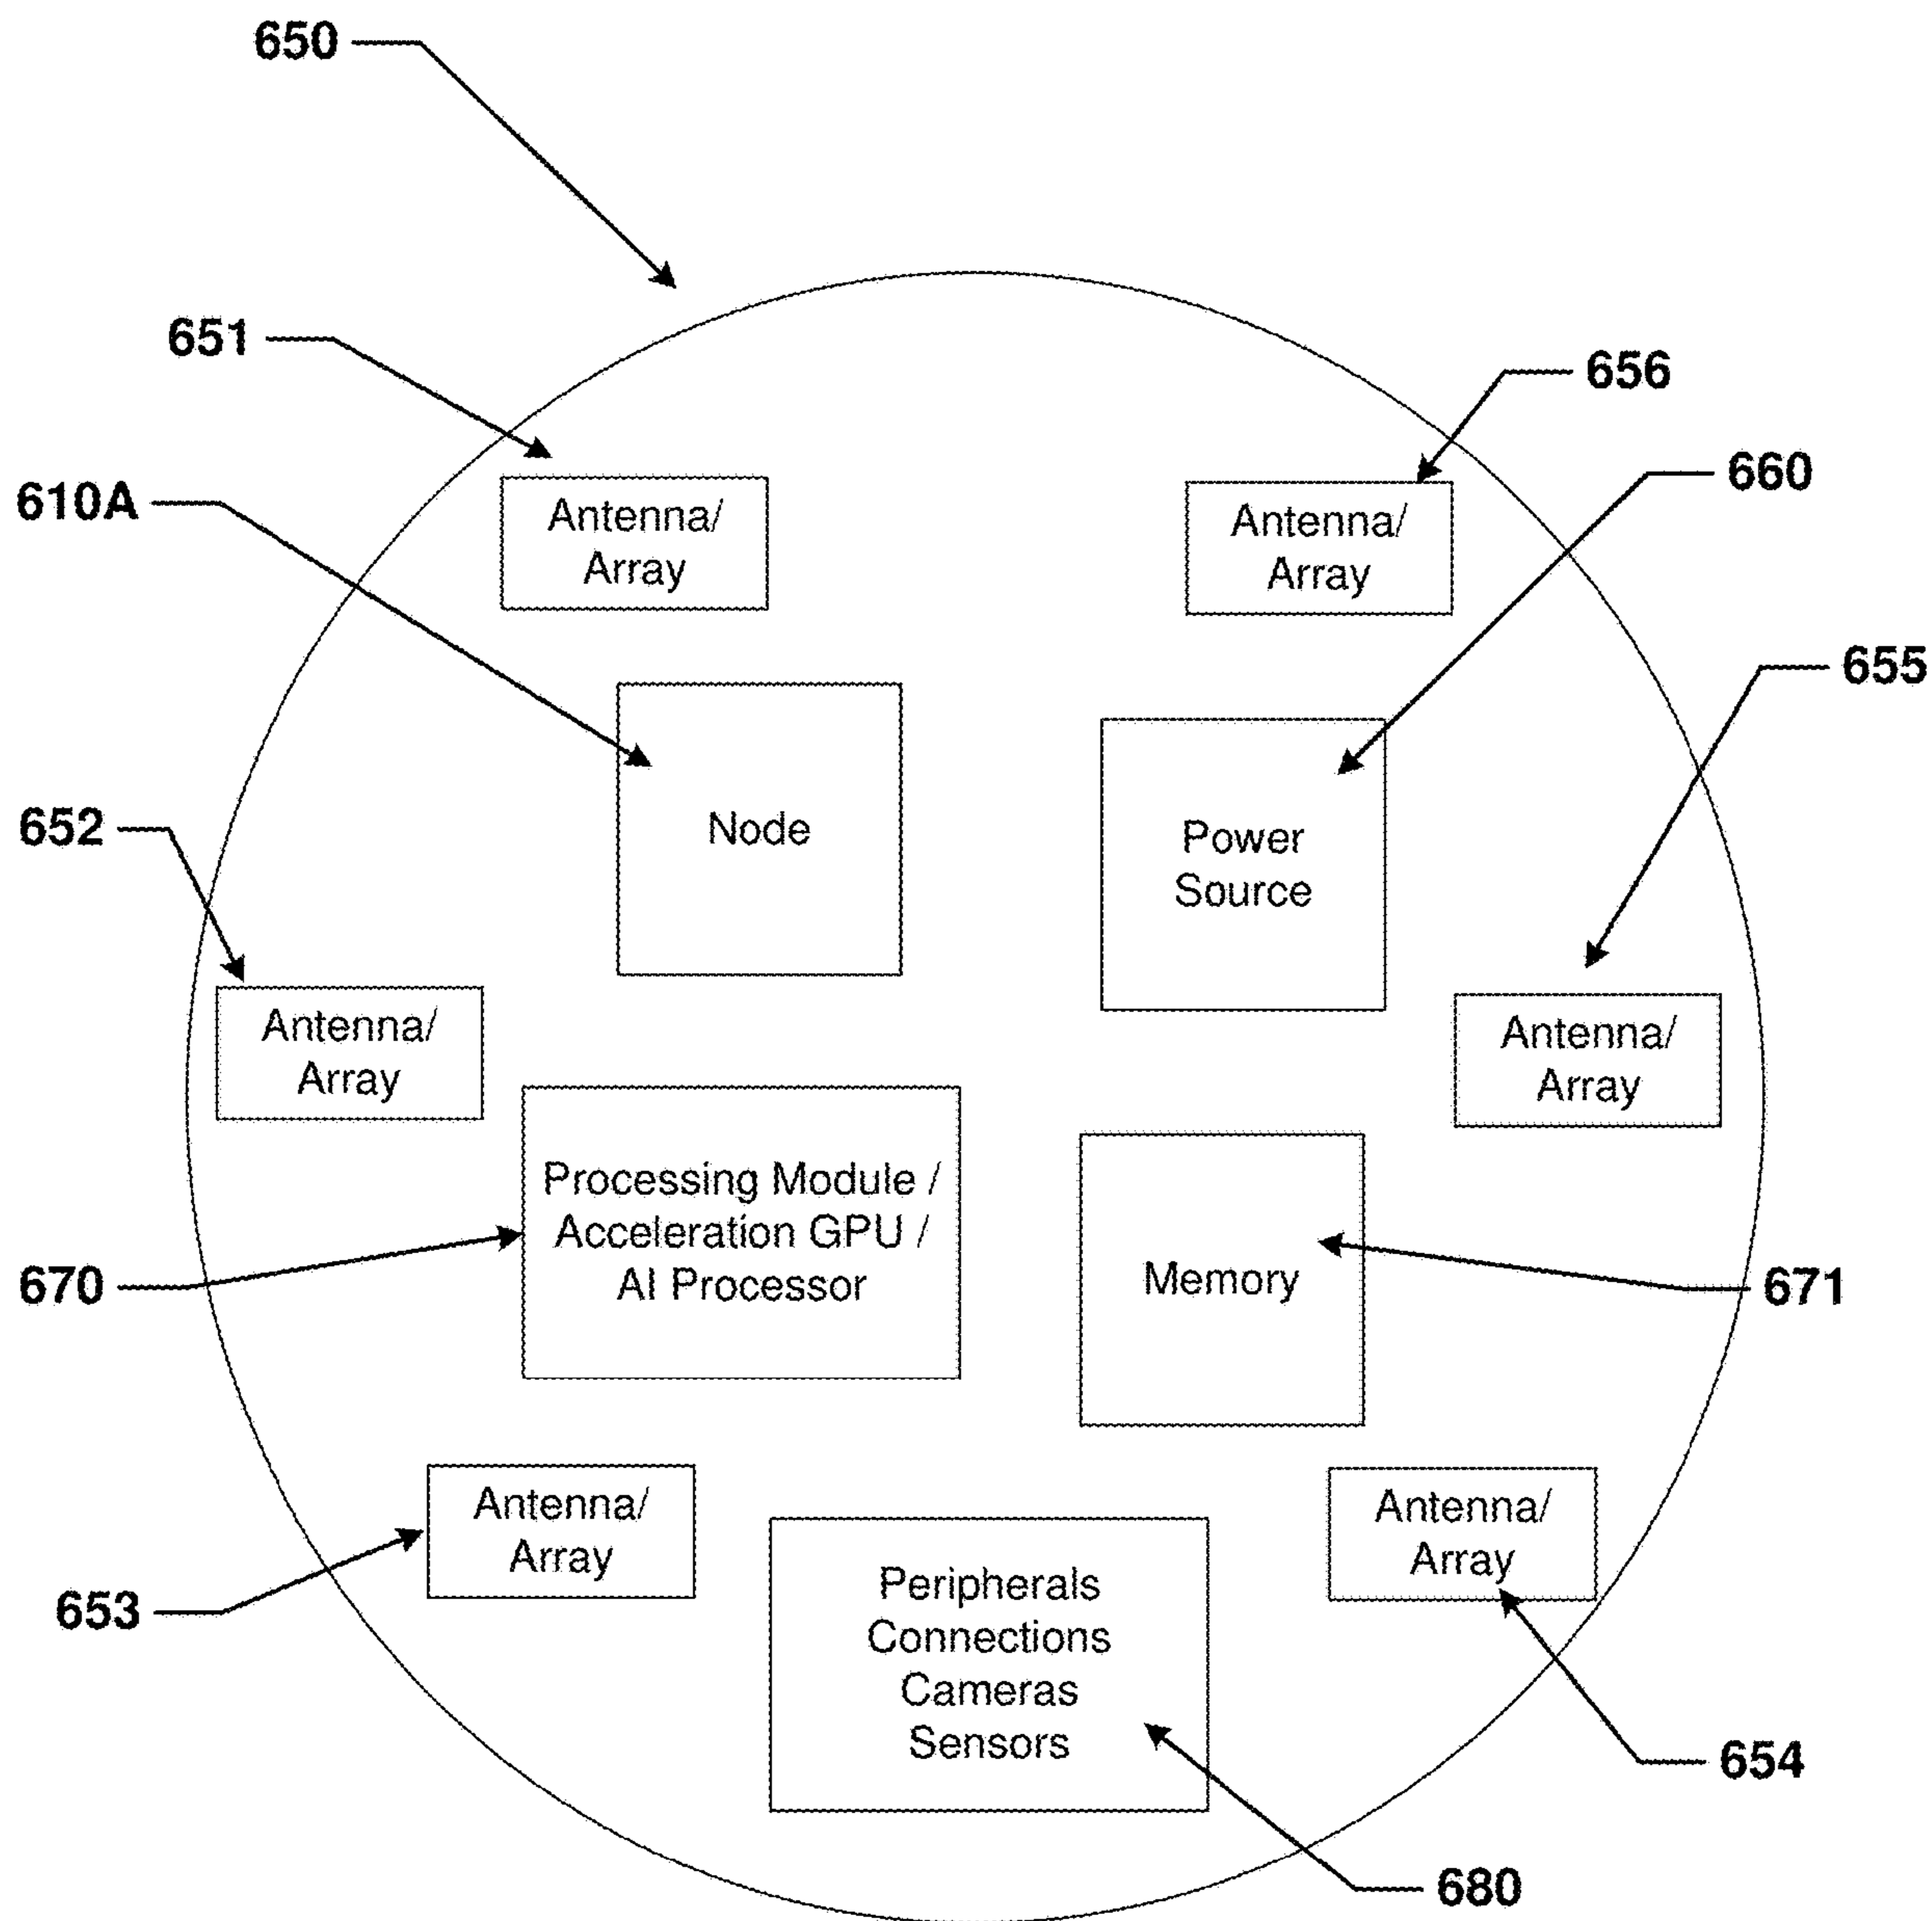 650
651
656
660
610A
Antenna/
Array
Antenna/
Array
655
652
Node
Power
Source
Antenna/
Array
Antenna/
Array
670
Processing Module /
Acceleration GPU /
AI Processor
Memory
671
653
Antenna/
Array
Peripherals
Connections
Cameras
Sensors
Antenna/
Array
654
680